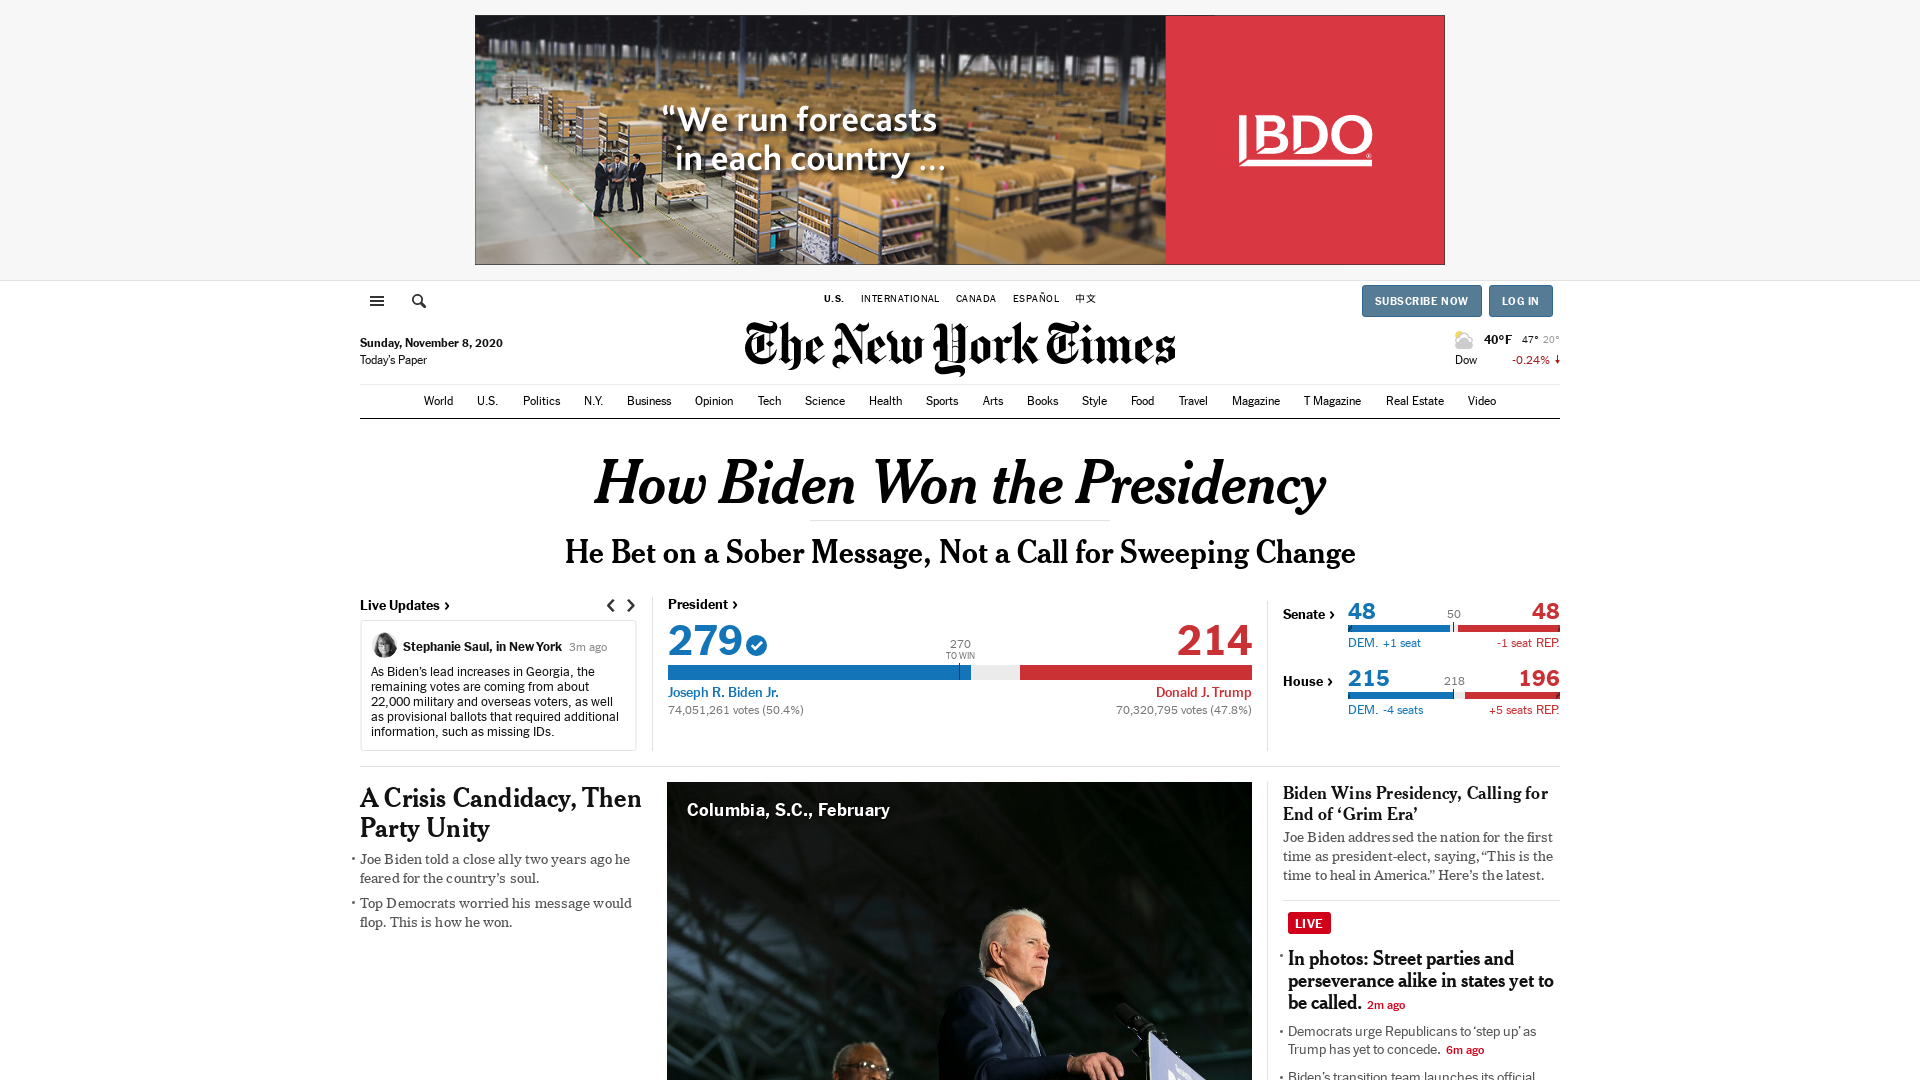 “We run forecasts
in each country ...
IBDO
U.S. INTERNATIONAL CANADA ESPAÑOL 中文
SUBSCRIBE NOW LOG IN
The New York Times
Sunday, November 8, 2020
Today’s Paper
40°F 47° 20°
Dow -0.24%
World U.S. Politics N.Y. Business Opinion Tech Science Health Sports Arts Books Style Food Travel Magazine T Magazine Real Estate Video
How Biden Won the Presidency
He Bet on a Sober Message, Not a Call for Sweeping Change
Live Updates ›
Stephanie Saul, in New York 3m ago
As Biden’s lead increases in Georgia, the
remaining votes are coming from about
22,000 military and overseas voters, as well
as provisional ballots that required additional
information, such as missing IDs.
President ›
279 270 214
TO WIN
Joseph R. Biden Jr. Donald J. Trump
74,051,261 votes (50.4%) 70,320,795 votes (47.8%)
Senate › 48 50 48
DEM. +1 seat -1 seat REP.
House › 215 218 196
DEM. -4 seats +5 seats REP.
A Crisis Candidacy, Then
Party Unity
• Joe Biden told a close ally two years ago he
feared for the country’s soul.
• Top Democrats worried his message would
flop. This is how he won.
Columbia, S.C., February
Biden Wins Presidency, Calling for
End of ‘Grim Era’
Joe Biden addressed the nation for the first
time as president-elect, saying, “This is the
time to heal in America.” Here’s the latest.
LIVE
• In photos: Street parties and
perseverance alike in states yet to
be called. 2m ago
• Democrats urge Republicans to ‘step up’ as
Trump has yet to concede. 6m ago
• Biden’s transition team launches its official